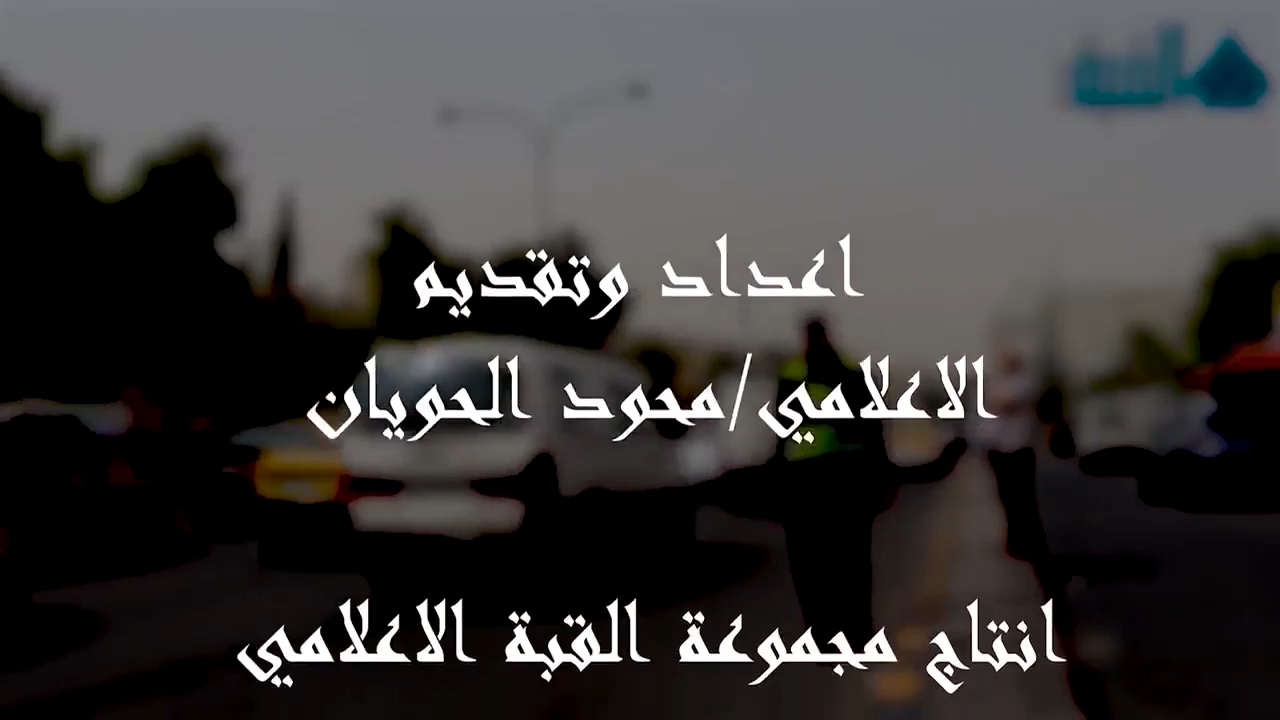 اعداد وتقديم
الاعلامي/محود الحويان
انتاج مجموعة القبة الاعلامي